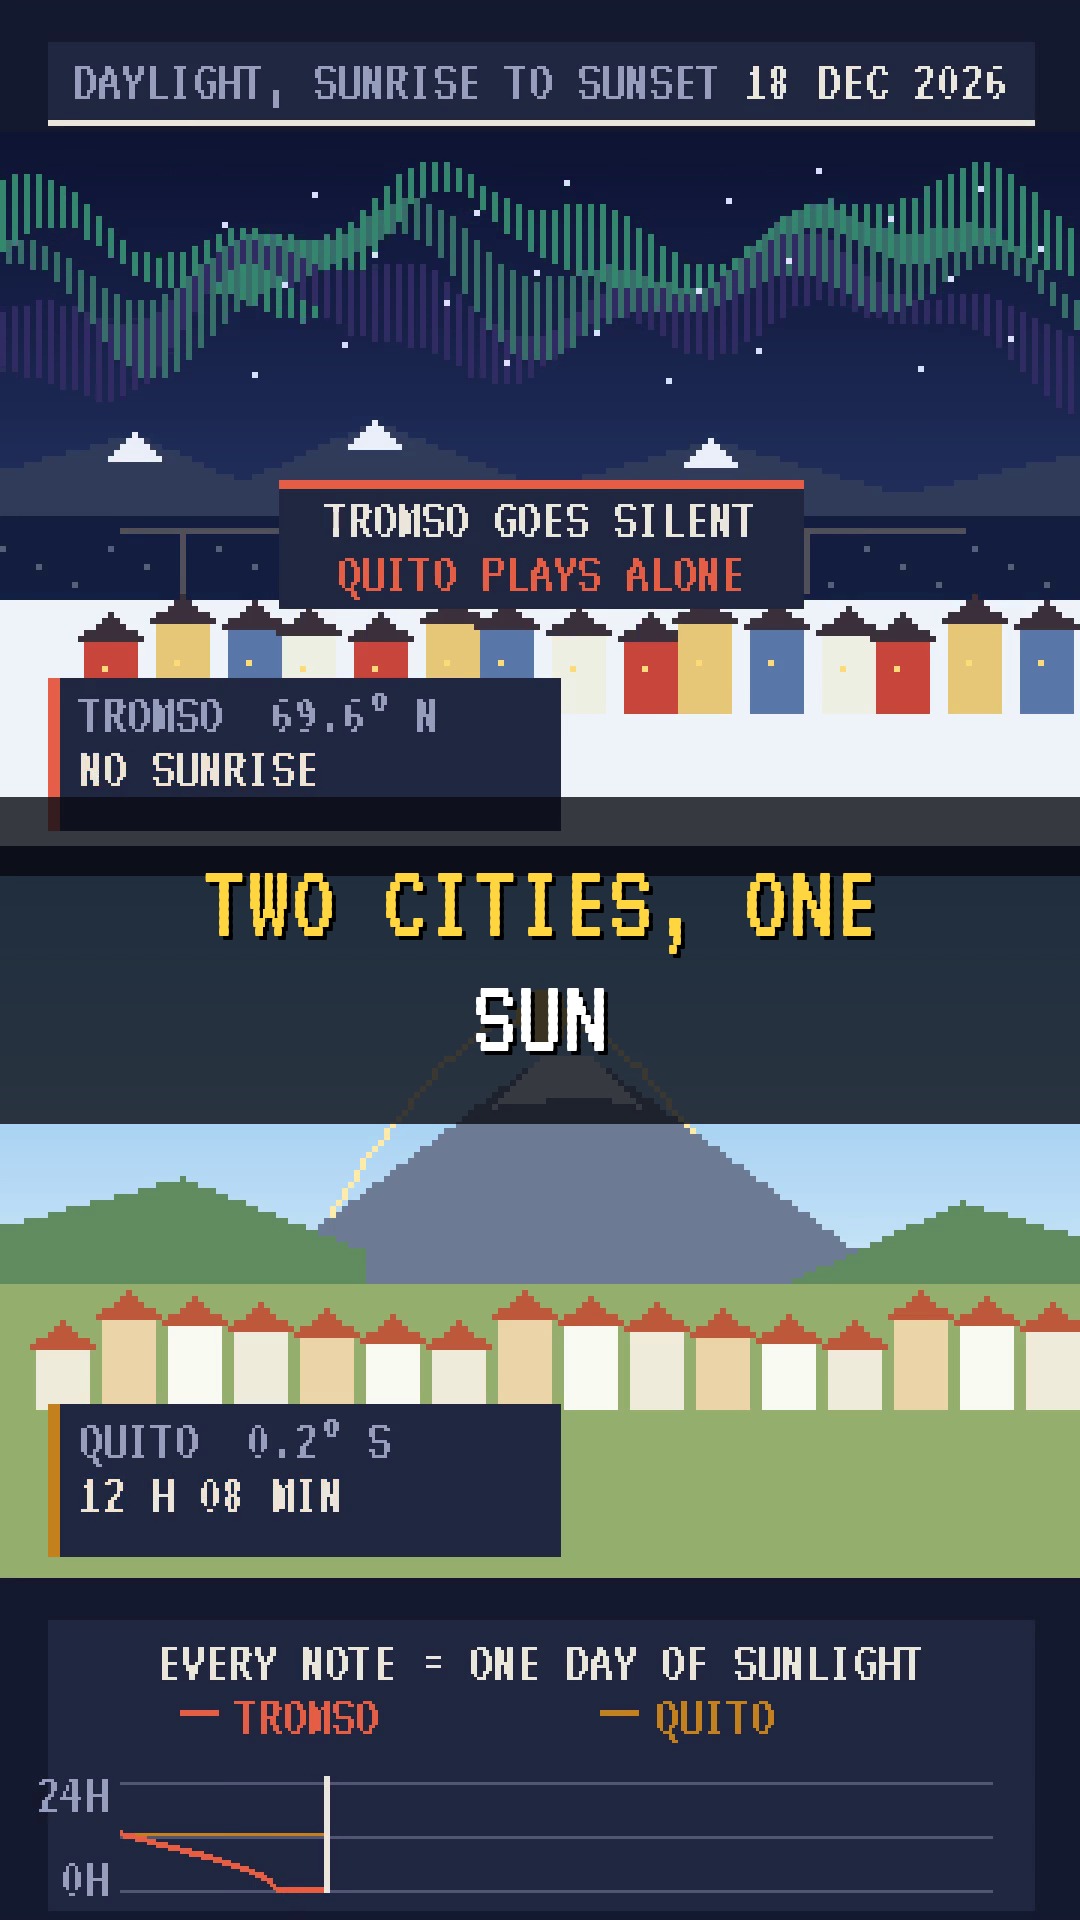 DAYLIGHT, SUNRISE TO SUNSET 18 DEC 2026
TROMSO GOES SILENT
QUITO PLAYS ALONE
TROMSO 69.6° N
NO SUNRISE
TWO CITIES, ONE
SUN
QUITO 0.2° S
12 H 08 MIN
EVERY NOTE = ONE DAY OF SUNLIGHT
TROMSO QUITO
24H
0H